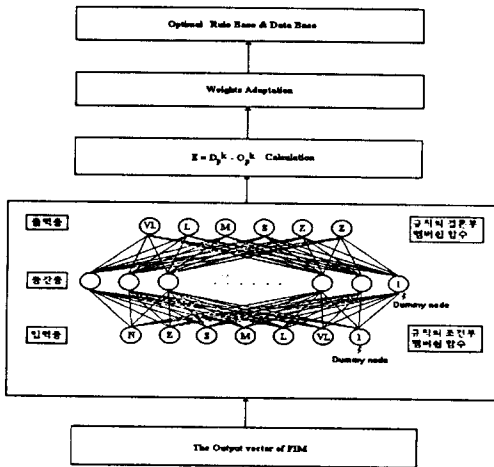 Optimal Rule Base & Data Base
Weights Adaptation
E = D_p^k - O_p^k Calculation
출력층
VL L M S Z Z
규칙의 결론부
멤버쉽 함수
중간층
. . . . . .
1
Dummy node
입력층
N Z S M L VL 1
규칙의 조건부
멤버쉽 함수
Dummy node
The Output vector of FIM